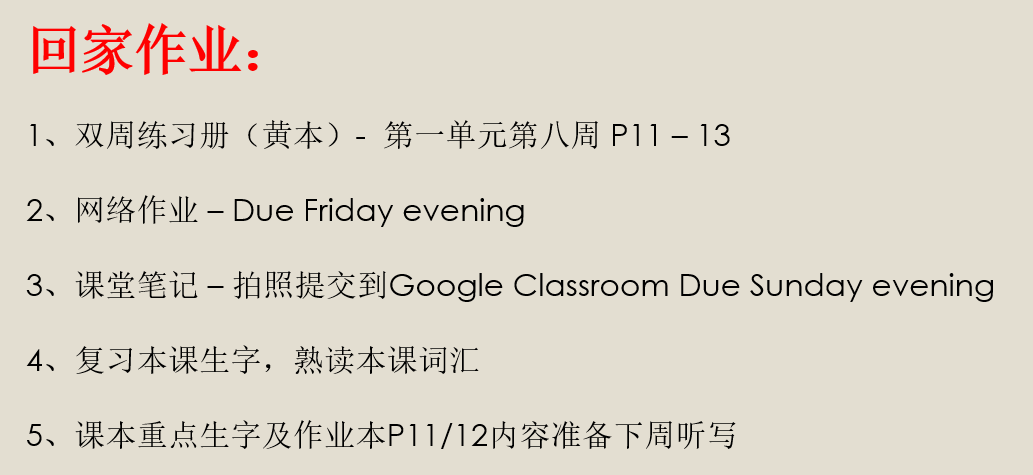 回家作业：
1、双周练习册（黄本）- 第一单元第八周 P11 – 13
2、网络作业 – Due Friday evening
3、课堂笔记 – 拍照提交到Google Classroom Due Sunday evening
4、复习本课生字，熟读本课词汇
5、课本重点生字及作业本P11/12内容准备下周听写